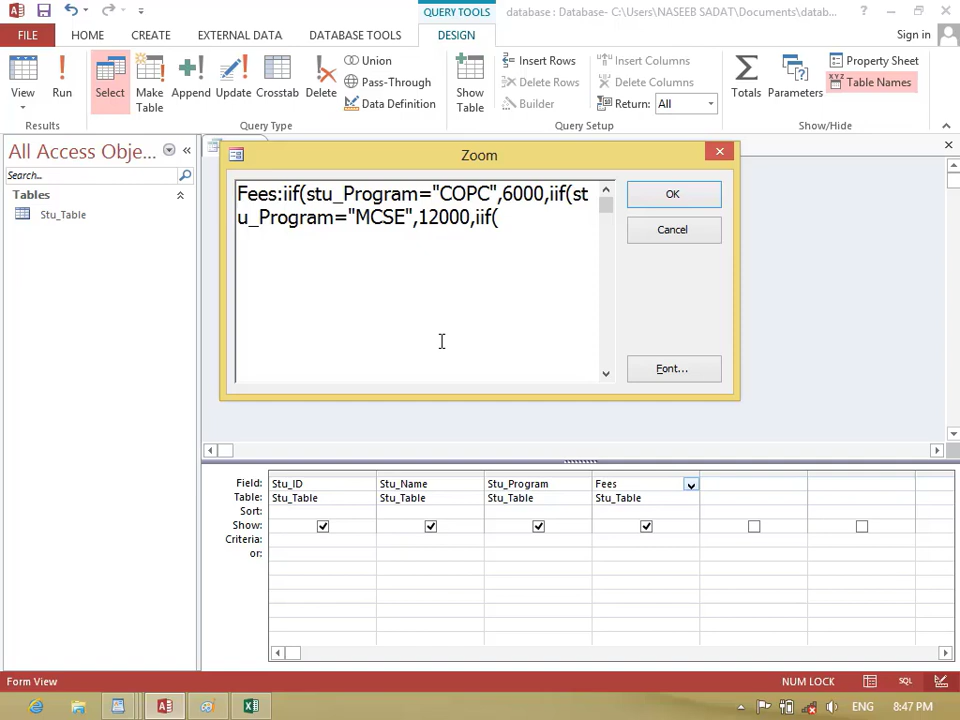 QUERY TOOLS
database : Database- C:\Users\NASEEB SADAT\Documents\datab...
?
FILE
HOME
CREATE
EXTERNAL DATA
DATABASE TOOLS
DESIGN
Sign in
View
Run
Select
Make Table
Append
Update
Crosstab
Delete
Union
Pass-Through
Data Definition
Show Table
Insert Rows
Delete Rows
Builder
Insert Columns
Delete Columns
Return: All
Totals
Parameters
Property Sheet
Table Names
Results
Query Type
Query Setup
Show/Hide
All Access Obje...
Search...
Tables
Stu_Table
Zoom
Fees:iif(stu_Program="COPC",6000,iif(st
u_Program="MCSE",12000,iif(
OK
Cancel
Font...
Field: Stu_ID Stu_Name Stu_Program Fees
Table: Stu_Table Stu_Table Stu_Table Stu_Table
Sort:
Show:
Criteria:
or:
Form View
NUM LOCK
SQL
ENG
8:47 PM